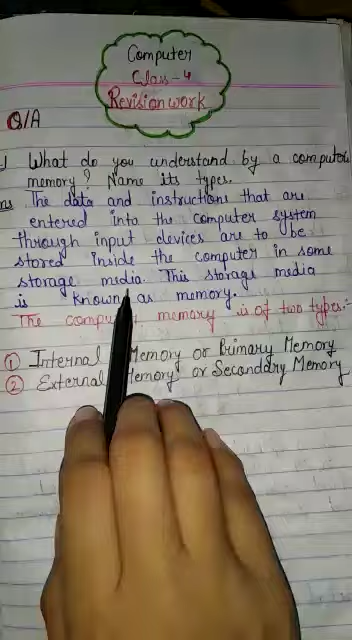 Computer
Class-4
Revision work
Q/A
What do you understand by a computer
memory? Name its types.
ns The data and instructions that are
entered into the computer system
through input devices are to be
stored inside the computer in some
storage media. This storage media
is known as memory.
The compu memory is of two types:-
① Internal Memory or Primary Memory
② External Memory or Secondary Memory